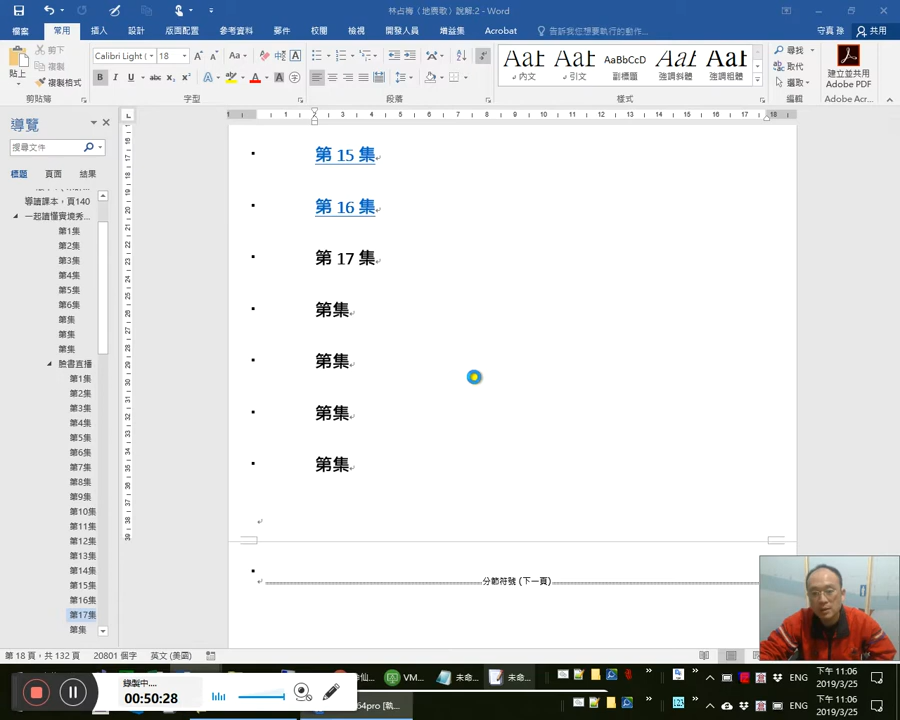 林占梅〈地震歌〉說解:2 - Word
檔案
常用
插入
設計
版面配置
參考資料
郵件
校閱
檢視
開發人員
增益集
Acrobat
告訴我您想要執行的動作...
守真 孫
共用
貼上
剪下
複製
複製格式
剪貼簿
Calibri Light (
18
字型
段落
AaI
內文
AaI
引文
AaBbCcD
副標題
AaI
強調斜體
AaI
強調粗體
樣式
尋找
取代
選取
編輯
建立並共用
Adobe PDF
Adobe Acr...
導覽
搜尋文件
標題
頁面
結果
導讀課本，頁140
一起讀懂竇境秀...
第1集
第2集
第3集
第4集
第5集
第6集
第集
第集
第集
臉書直播
第1集
第2集
第3集
第4集
第5集
第6集
第7集
第8集
第9集
第10集
第11集
第12集
第13集
第14集
第15集
第16集
第17集
第集
第 15 集
第 16 集
第 17 集
第集
第集
第集
第集
分節符號 (下一頁)
第 18 頁，共 132 頁
20801 個字
英文 (美國)
錄製中....
00:50:28
VM...
未命...
未命...
64pro [執...
ENG
下午 11:06
2019/3/25
ENG
下午 11:06
2019/3/25